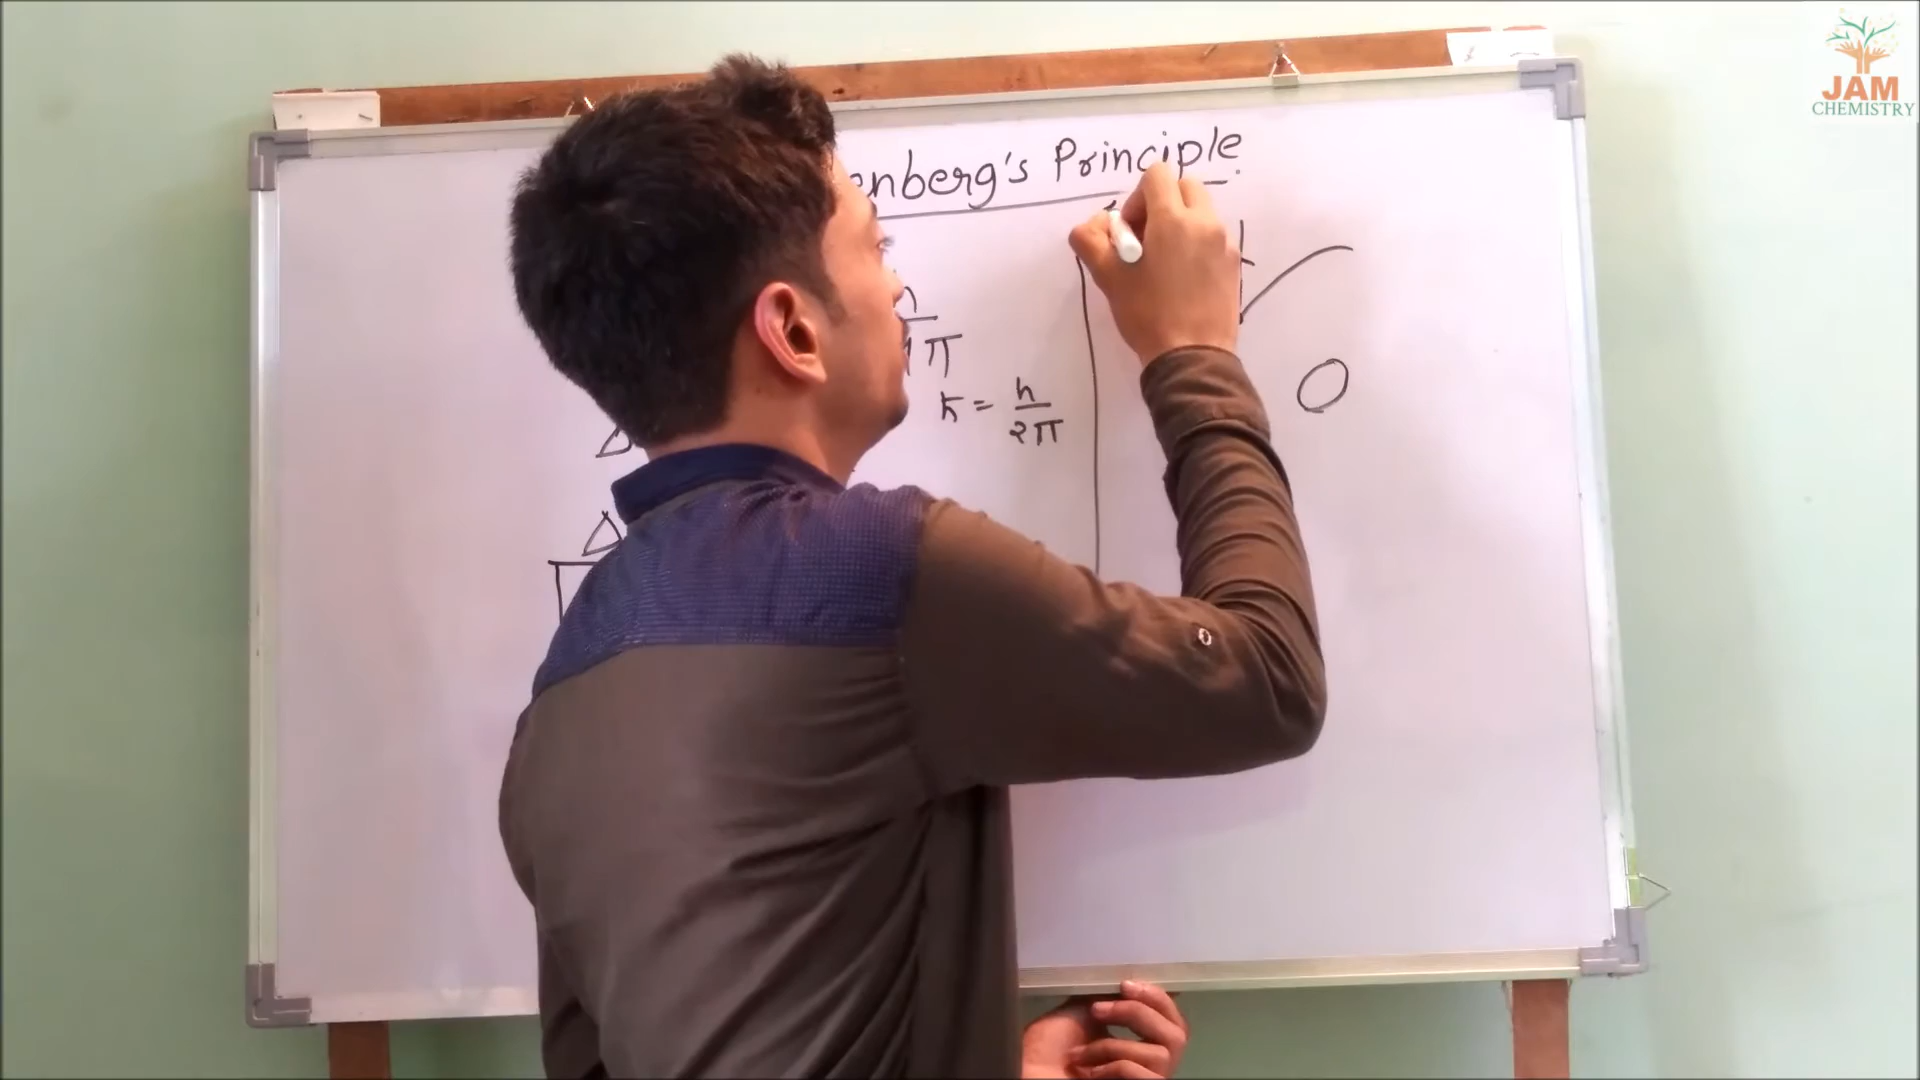 enberg's Principle
h
π
ħ = h
2π
Δ
Δ
JAM
CHEMISTRY